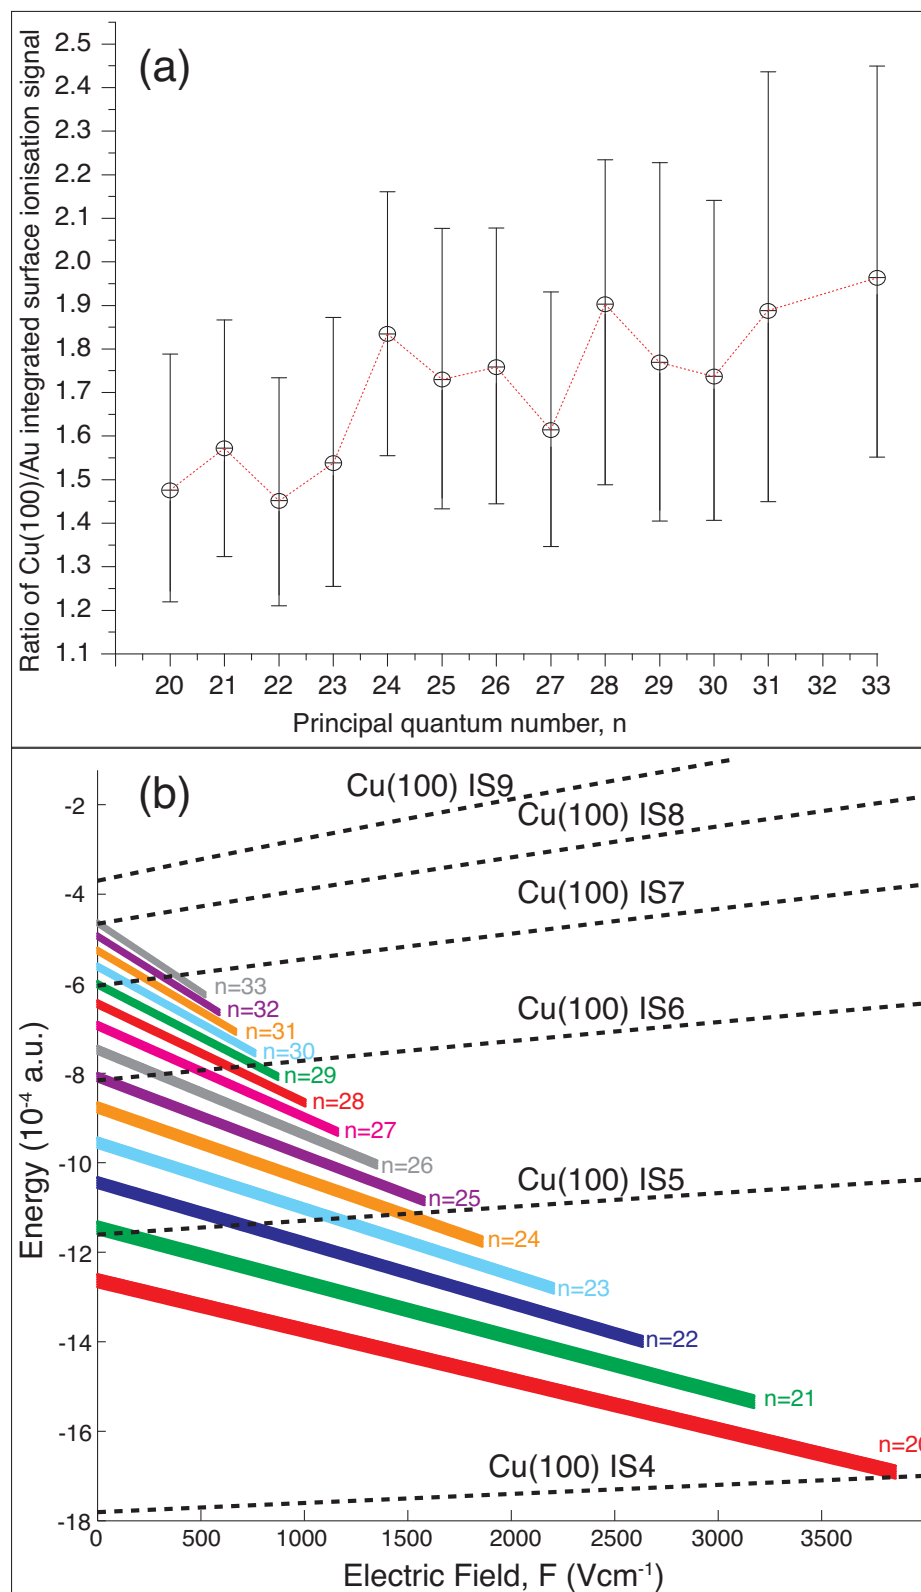 (a)
Ratio of Cu(100)/Au integrated surface ionisation signal
2.5
2.4
2.3
2.2
2.1
2.0
1.9
1.8
1.7
1.6
1.5
1.4
1.3
1.2
1.1
20 21 22 23 24 25 26 27 28 29 30 31 32 33
Principal quantum number, n
(b)
Energy (10⁻⁴ a.u.)
Cu(100) IS9
-2
Cu(100) IS8
-4
Cu(100) IS7
-6
n=33
n=32
Cu(100) IS6
n=31
n=30
-8
n=29
n=28
n=27
n=26
-10
Cu(100) IS5
n=25
n=24
-12
n=23
n=22
-14
n=21
-16
n=20
Cu(100) IS4
-18
0 500 1000 1500 2000 2500 3000 3500
Electric Field, F (Vcm⁻¹)